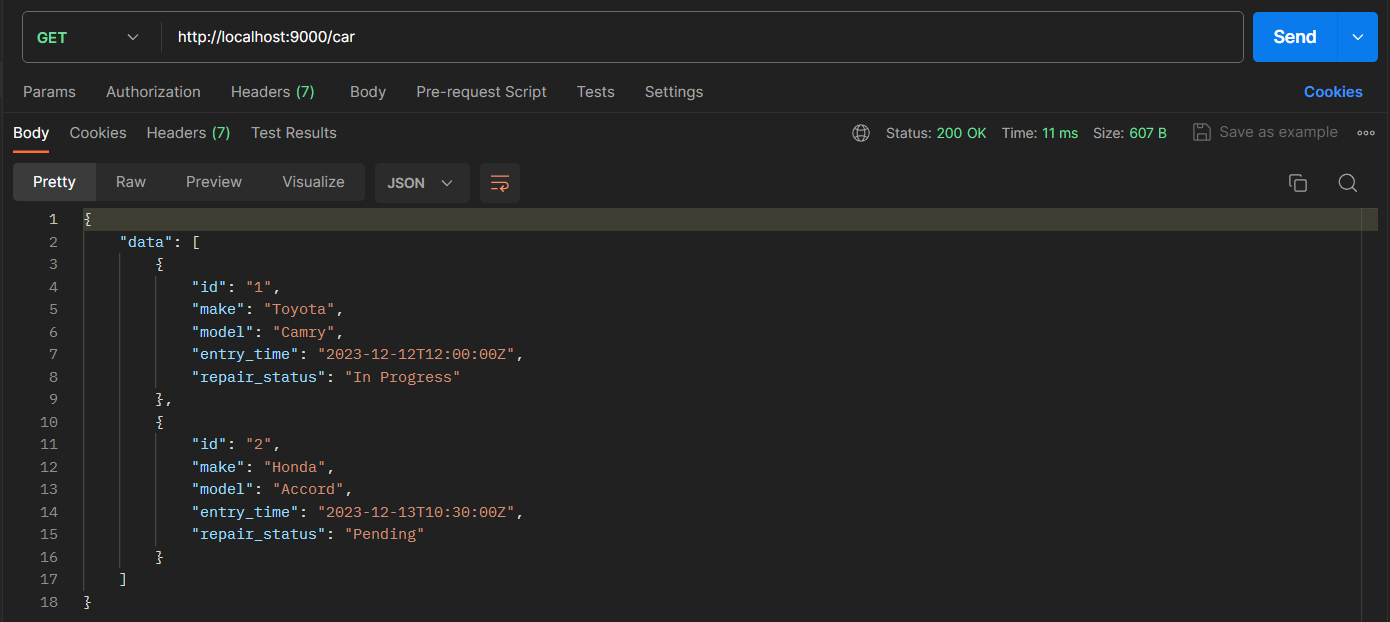 GET http://localhost:9000/car Send
Params Authorization Headers (7) Body Pre-request Script Tests Settings Cookies
Body Cookies Headers (7) Test Results Status: 200 OK Time: 11 ms Size: 607 B Save as example
Pretty Raw Preview Visualize JSON
1 {
2 "data": [
3 {
4 "id": "1",
5 "make": "Toyota",
6 "model": "Camry",
7 "entry_time": "2023-12-12T12:00:00Z",
8 "repair_status": "In Progress"
9 },
10 {
11 "id": "2",
12 "make": "Honda",
13 "model": "Accord",
14 "entry_time": "2023-12-13T10:30:00Z",
15 "repair_status": "Pending"
16 }
17 ]
18 }